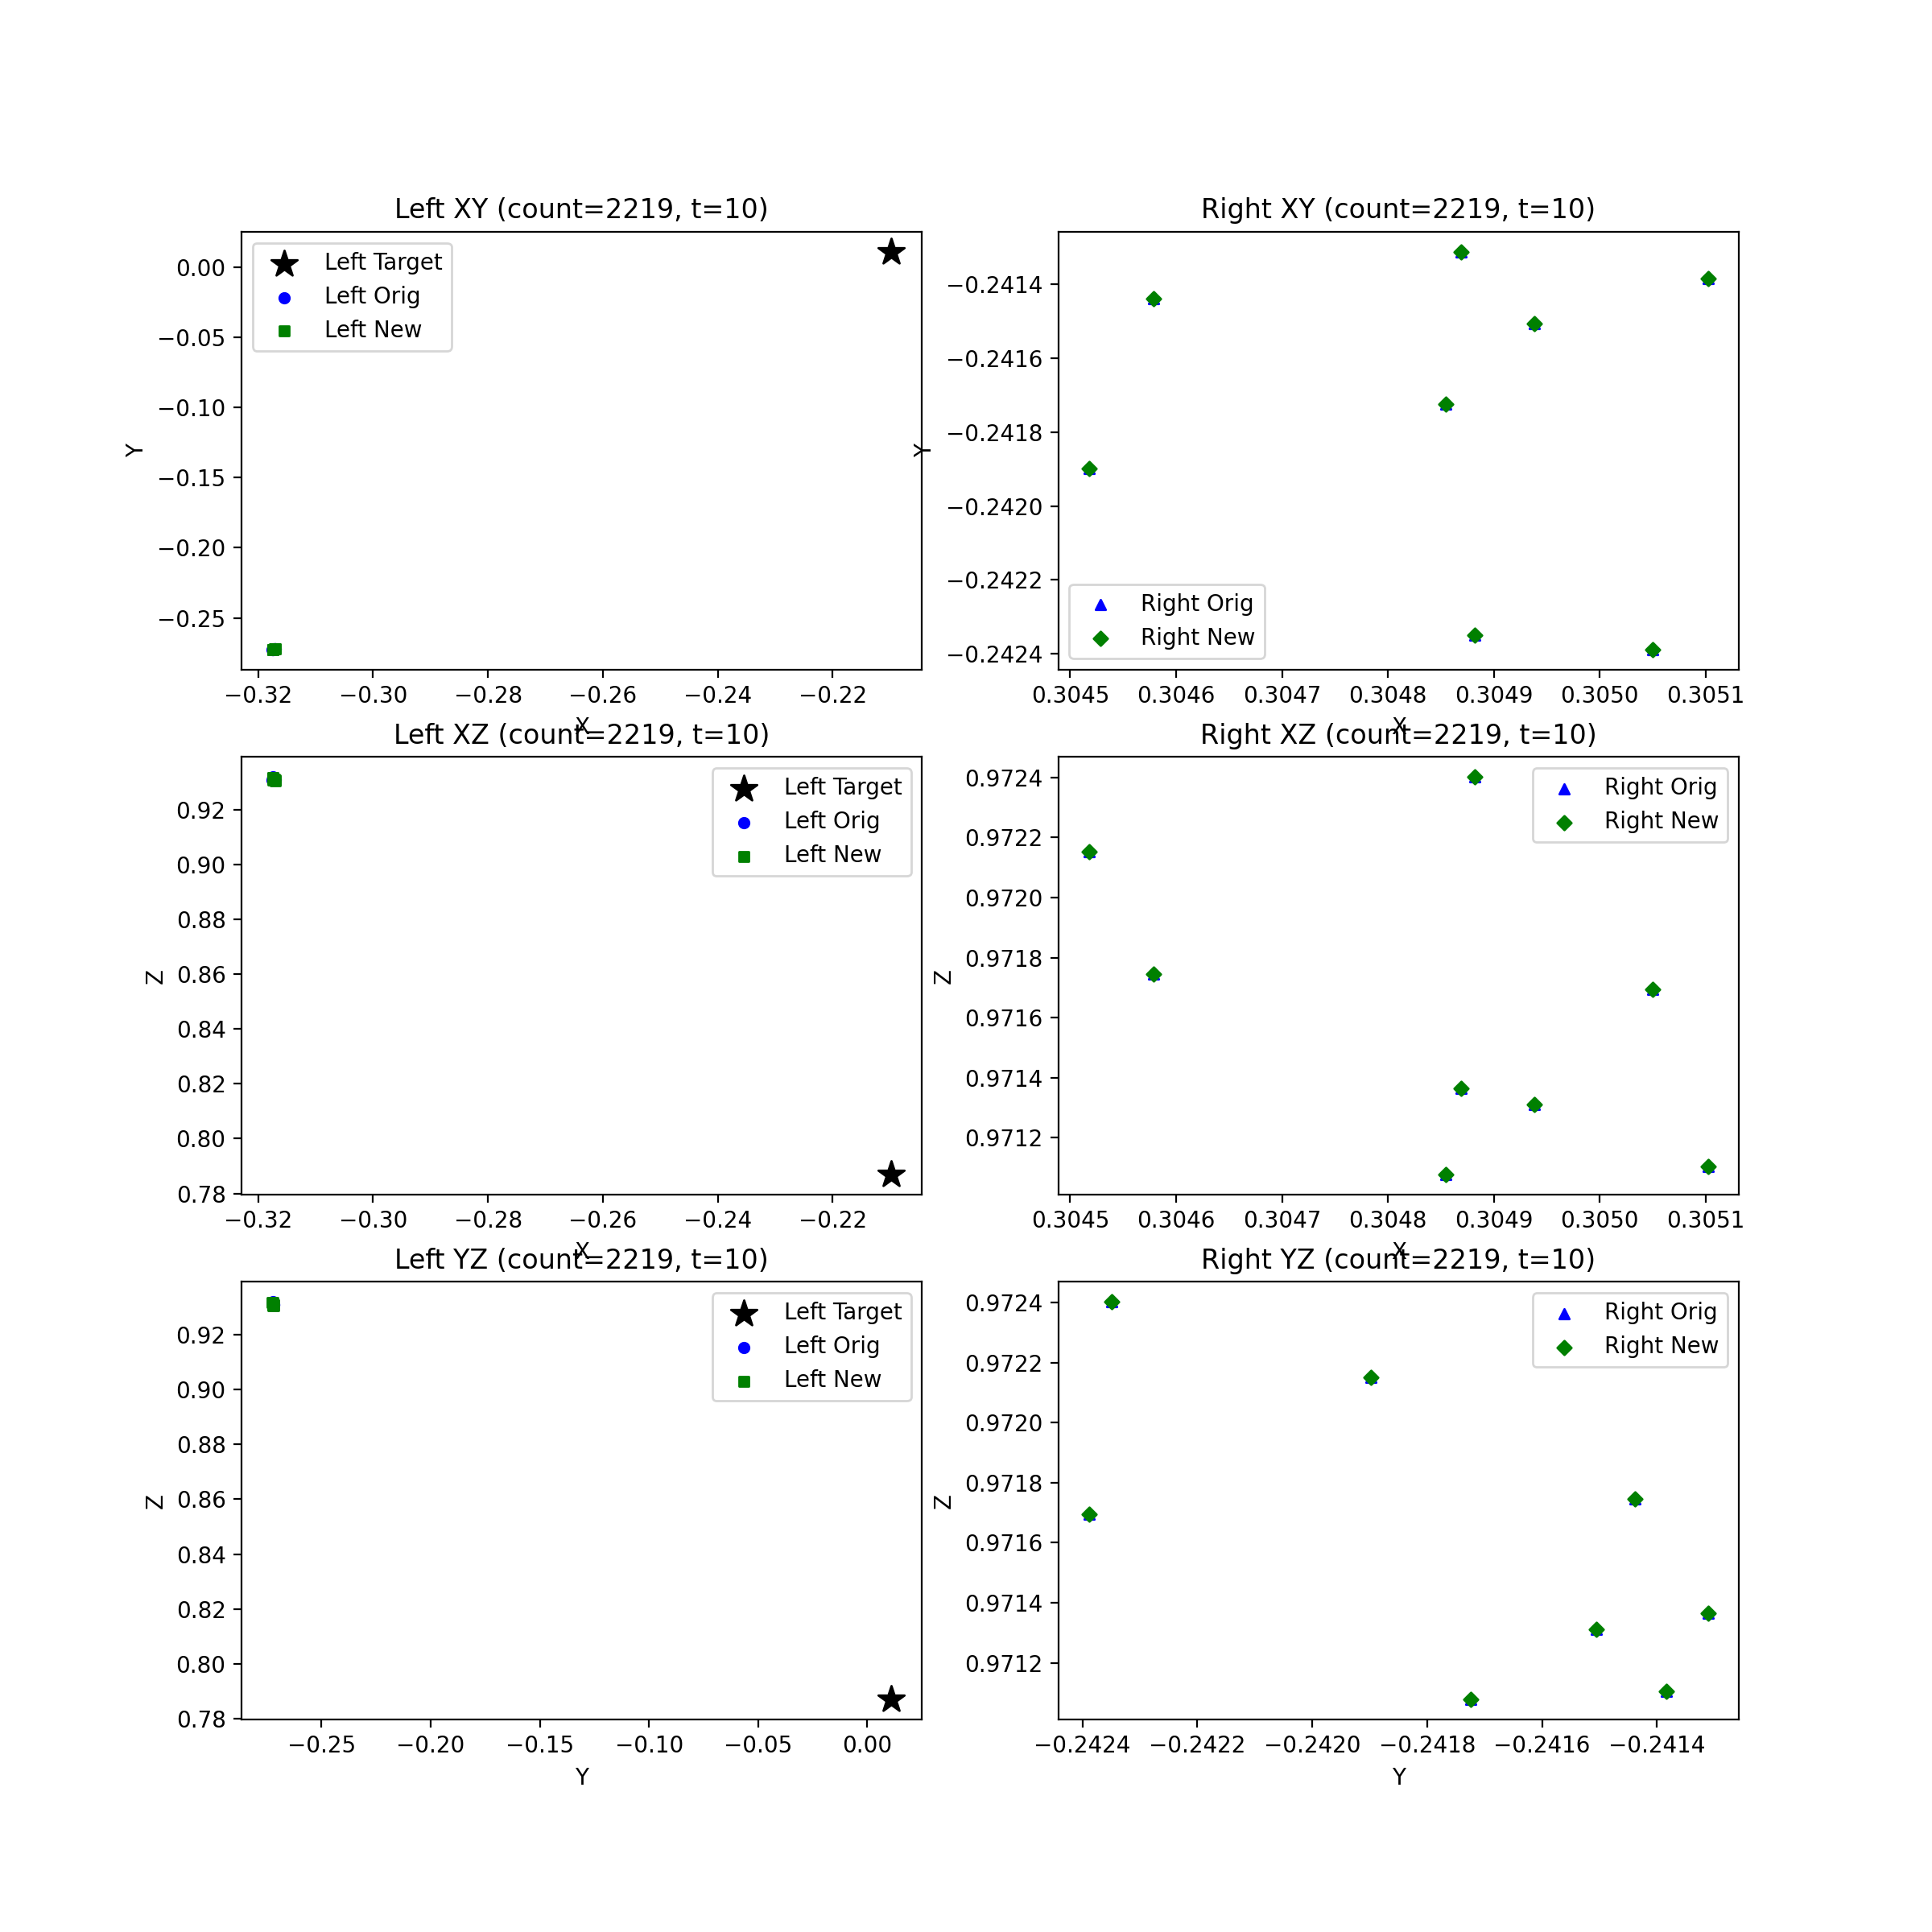 Left XY (count=2219, t=10)
Left Target
Left Orig
Left New
0.00
−0.05
−0.10
−0.15
−0.20
−0.25
Y
−0.32
−0.30
−0.28
−0.26
−0.24
−0.22
X
Right XY (count=2219, t=10)
Right Orig
Right New
−0.2414
−0.2416
−0.2418
−0.2420
−0.2422
−0.2424
Y
0.3045
0.3046
0.3047
0.3048
0.3049
0.3050
0.3051
X
Left XZ (count=2219, t=10)
Left Target
Left Orig
Left New
0.92
0.90
0.88
0.86
0.84
0.82
0.80
0.78
Z
−0.32
−0.30
−0.28
−0.26
−0.24
−0.22
X
Right XZ (count=2219, t=10)
Right Orig
Right New
0.9724
0.9722
0.9720
0.9718
0.9716
0.9714
0.9712
Z
0.3045
0.3046
0.3047
0.3048
0.3049
0.3050
0.3051
X
Left YZ (count=2219, t=10)
Left Target
Left Orig
Left New
0.92
0.90
0.88
0.86
0.84
0.82
0.80
0.78
Z
−0.25
−0.20
−0.15
−0.10
−0.05
0.00
Y
Right YZ (count=2219, t=10)
Right Orig
Right New
0.9724
0.9722
0.9720
0.9718
0.9716
0.9714
0.9712
Z
−0.2424
−0.2422
−0.2420
−0.2418
−0.2416
−0.2414
Y